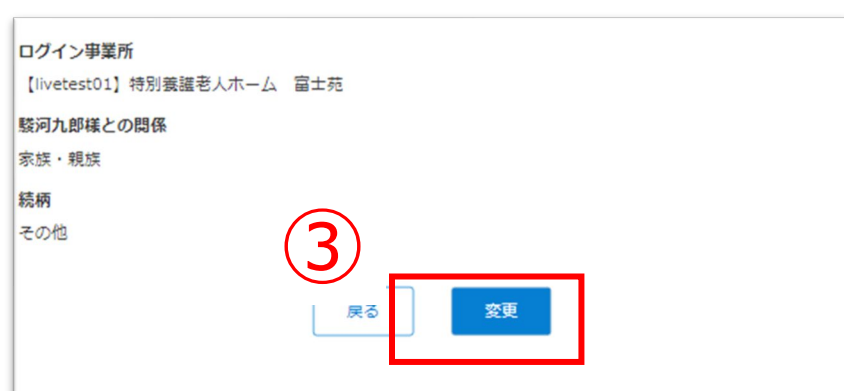 ログイン事業所
【livetest01】特別養護老人ホーム　富士苑
駿河九郎様との関係
家族・親族
続柄
その他
③
戻る
変更